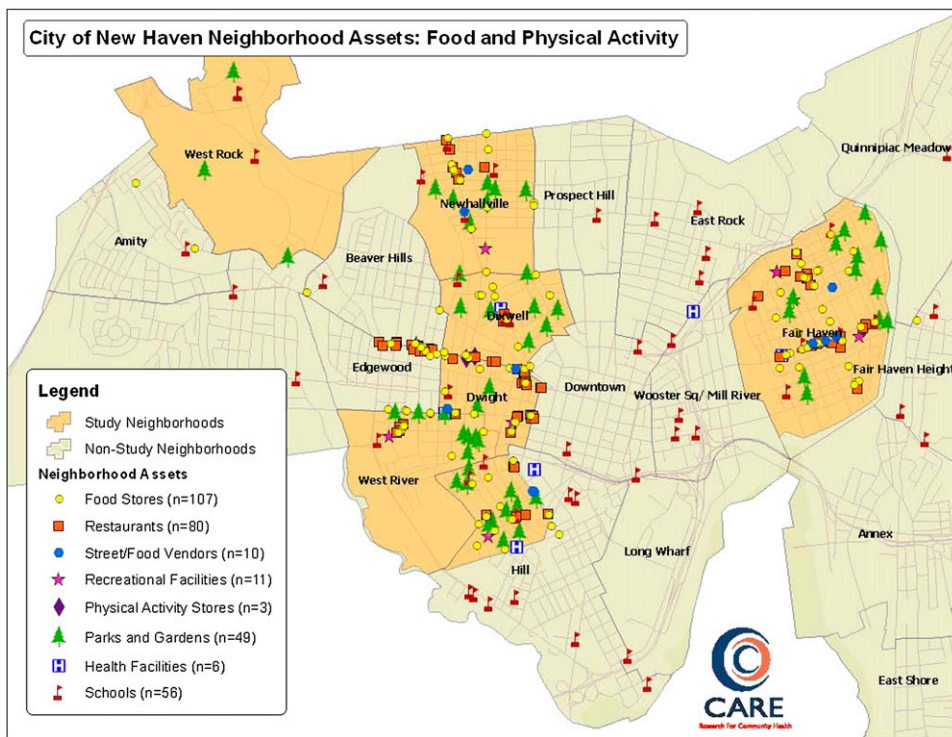 City of New Haven Neighborhood Assets: Food and Physical Activity
West Rock
Quinnipiac Meadow
Newhallville
Prospect Hill
East Rock
Amity
Beaver Hills
Dixwell
Fair Haven
Edgewood
Downtown
Fair Haven Height
Dwight
Wooster Sq/ Mill River
West River
Annex
Long Wharf
Hill
East Shore
Legend
Study Neighborhoods
Non-Study Neighborhoods
Neighborhood Assets
Food Stores (n=107)
Restaurants (n=80)
Street/Food Vendors (n=10)
Recreational Facilities (n=11)
Physical Activity Stores (n=3)
Parks and Gardens (n=49)
H Health Facilities (n=6)
Schools (n=56)
H
H
H
H
CARE
Research For Community Health